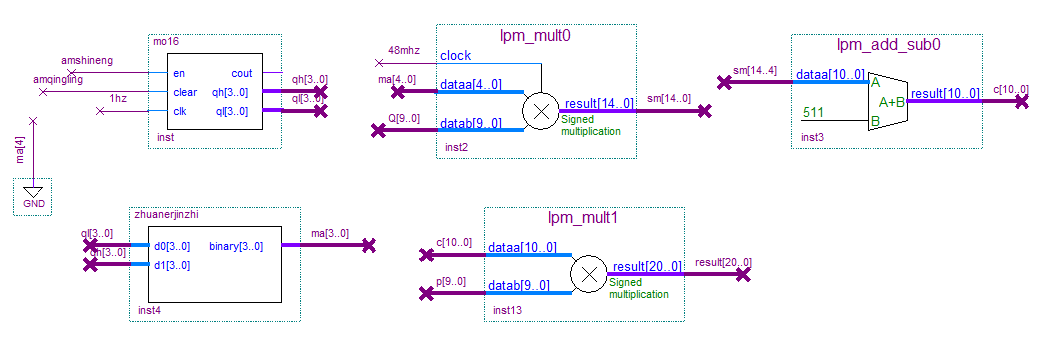 mo16
amshineng
amqingling
1hz
en
clear
clk
cout
qh[3..0]
ql[3..0]
qh[3..0]
ql[3..0]
inst
lpm_mult0
48mhz
clock
ma[4..0]
dataa[4..0]
Q[9..0]
datab[9..0]
result[14..0]
sm[14..0]
Signed
multiplication
inst2
lpm_add_sub0
sm[14..4]
dataa[10..0]
A
A+B
B
511
result[10..0]
c[10..0]
inst3
ma[4]
GND
zhuanerjinzhi
ql[3..0]
qh[3..0]
d0[3..0]
d1[3..0]
binary[3..0]
ma[3..0]
inst4
lpm_mult1
c[10..0]
dataa[10..0]
p[9..0]
datab[9..0]
result[20..0]
result[20..0]
Signed
multiplication
inst13